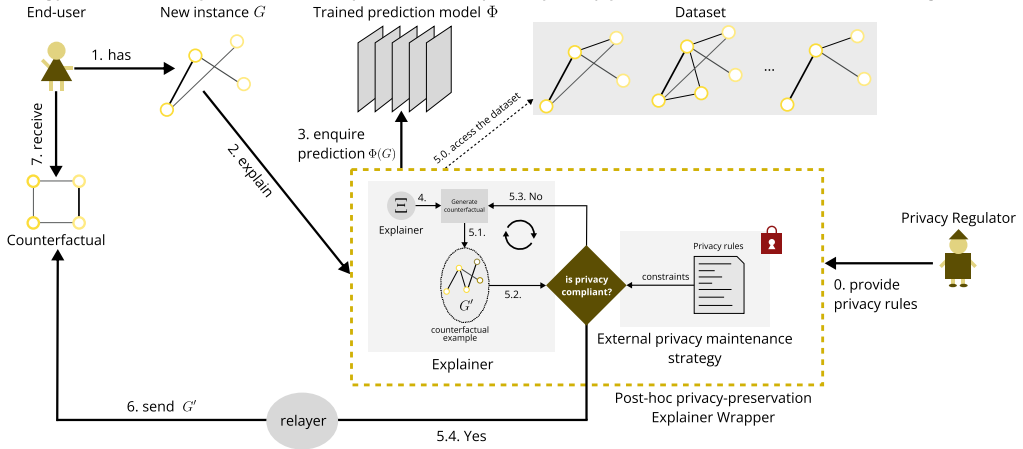 End-user
New instance G
Trained prediction model Φ
Dataset
1. has
...
7. receive
2. explain
3. enquire
prediction Φ(G)
5.0. access the dataset
Counterfactual
Ξ
4.
Generate
counterfactual
5.3. No
Explainer
5.1.
is privacy
compliant?
Privacy rules
constraints
G′
5.2.
counterfactual
example
Explainer
External privacy maintenance
strategy
Privacy Regulator
0. provide
privacy rules
Post-hoc privacy-preservation
Explainer Wrapper
6. send G′
relayer
5.4. Yes